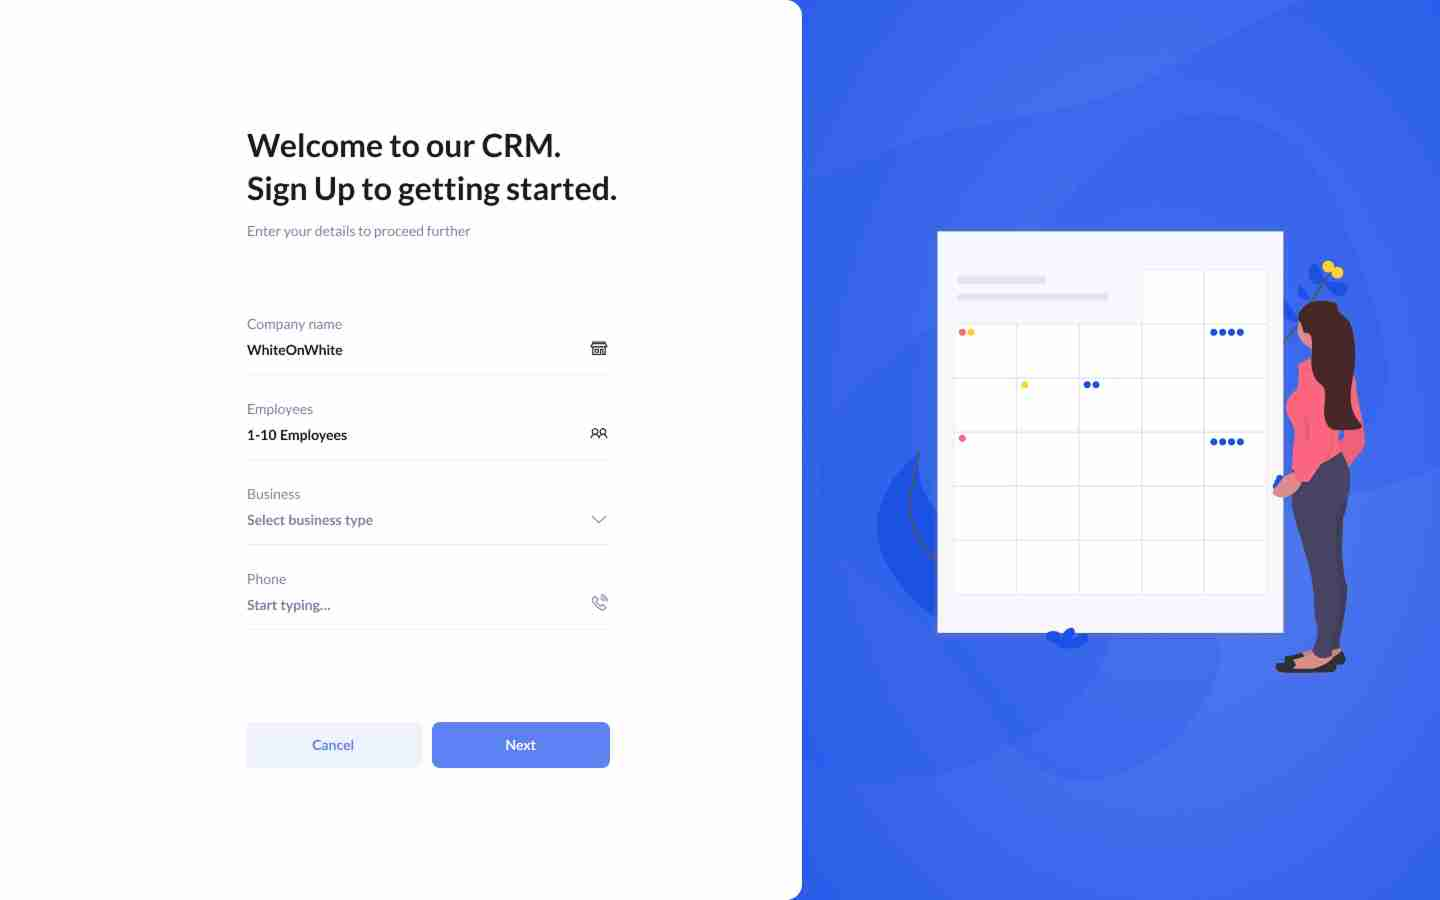 Welcome to our CRM.
Sign Up to getting started.
Enter your details to proceed further
Company name
WhiteOnWhite
Employees
1-10 Employees
Business
Select business type
Phone
Start typing...
Cancel
Next